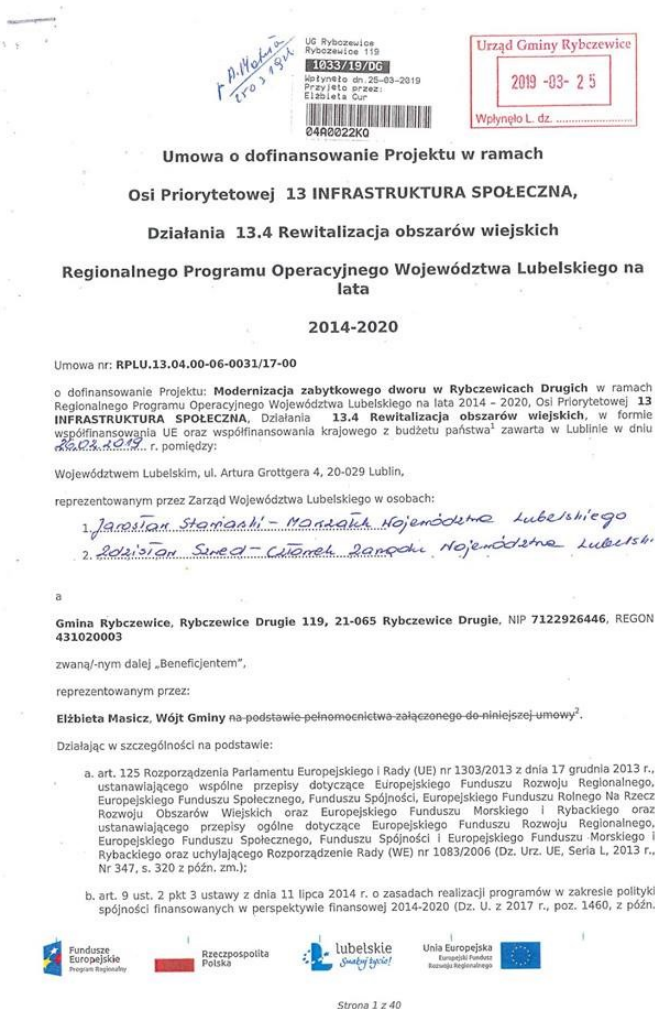 UG Rybczewice
Rybczewice 119
1033/19/DG
Wpłynęło dn.25-03-2019
Przyjęto przez:
Elżbieta Cur
04A0022KQ
Urząd Gminy Rybczewice
2019 -03- 25
Wpłynęło L. dz. ....................
Umowa o dofinansowanie Projektu w ramach
Osi Priorytetowej 13 INFRASTRUKTURA SPOŁECZNA,
Działania 13.4 Rewitalizacja obszarów wiejskich
Regionalnego Programu Operacyjnego Województwa Lubelskiego na
lata
2014-2020
Umowa nr: RPLU.13.04.00-06-0031/17-00
o dofinansowanie Projektu: Modernizacja zabytkowego dworu w Rybczewicach Drugich w ramach
Regionalnego Programu Operacyjnego Województwa Lubelskiego na lata 2014 – 2020, Osi Priorytetowej 13
INFRASTRUKTURA SPOŁECZNA, Działania 13.4 Rewitalizacja obszarów wiejskich, w formie
współfinansowania UE oraz współfinansowania krajowego z budżetu państwa¹ zawarta w Lublinie w dniu
26.02.2019 r. pomiędzy:
Województwem Lubelskim, ul. Artura Grottgera 4, 20-029 Lublin,
reprezentowanym przez Zarząd Województwa Lubelskiego w osobach:
1. Jarosław Stawiarski – Marszałek Województwa Lubelskiego
2. Zdzisław Szwed – Członek Zarządu Województwa Lubelsk.
a
Gmina Rybczewice, Rybczewice Drugie 119, 21-065 Rybczewice Drugie, NIP 7122926446, REGON
431020003
zwaną/-nym dalej „Beneficjentem”,
reprezentowanym przez:
Elżbieta Masicz, Wójt Gminy na podstawie pełnomocnictwa załączonego do niniejszej umowy².
Działając w szczególności na podstawie:
a. art. 125 Rozporządzenia Parlamentu Europejskiego i Rady (UE) nr 1303/2013 z dnia 17 grudnia 2013 r.,
ustanawiającego wspólne przepisy dotyczące Europejskiego Funduszu Rozwoju Regionalnego,
Europejskiego Funduszu Społecznego, Funduszu Spójności, Europejskiego Funduszu Rolnego Na Rzecz
Rozwoju Obszarów Wiejskich oraz Europejskiego Funduszu Morskiego i Rybackiego oraz
ustanawiającego przepisy ogólne dotyczące Europejskiego Funduszu Rozwoju Regionalnego,
Europejskiego Funduszu Społecznego, Funduszu Spójności i Europejskiego Funduszu Morskiego i
Rybackiego oraz uchylającego Rozporządzenie Rady (WE) nr 1083/2006 (Dz. Urz. UE, Seria L, 2013 r.,
Nr 347, s. 320 z późn. zm.);
b. art. 9 ust. 2 pkt 3 ustawy z dnia 11 lipca 2014 r. o zasadach realizacji programów w zakresie polityki
spójności finansowanych w perspektywie finansowej 2014-2020 (Dz. U. z 2017 r., poz. 1460, z późn.
Fundusze
Europejskie
Program Regionalny
Rzeczpospolita
Polska
lubelskie
Smakuj życie!
Unia Europejska
Europejski Fundusz
Rozwoju Regionalnego
Strona 1 z 40